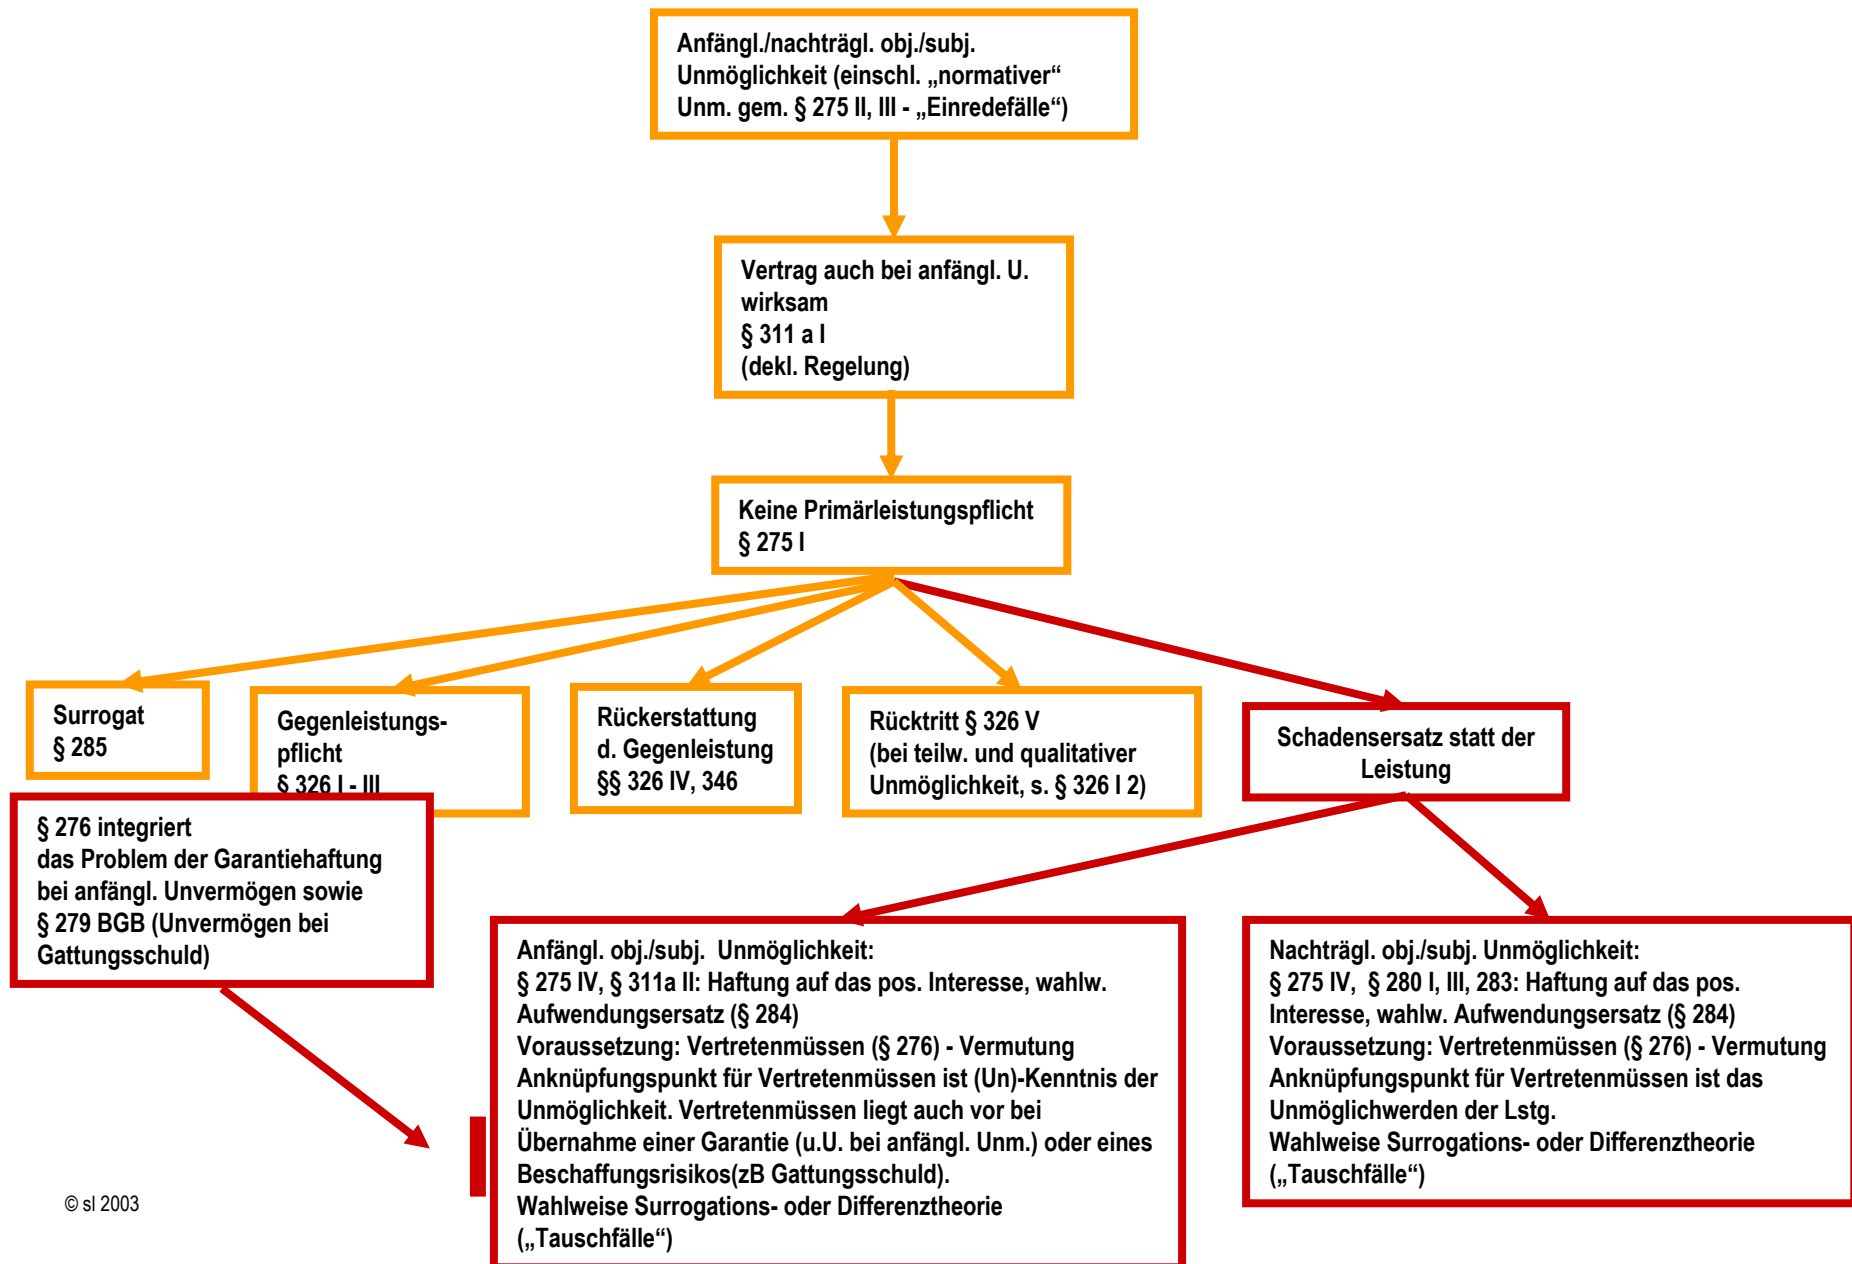 Anfängl./nachträgl. obj./subj.
Unmöglichkeit (einschl. „normativer“
Unm. gem. § 275 II, III - „Einredefälle“)
Vertrag auch bei anfängl. U.
wirksam
§ 311 a I
(dekl. Regelung)
Keine Primärleistungspflicht
§ 275 I
Surrogat
§ 285
Gegenleistungs-
pflicht
§ 326 I - III
Rückerstattung
d. Gegenleistung
§§ 326 IV, 346
Rücktritt § 326 V
(bei teilw. und qualitativer
Unmöglichkeit, s. § 326 I 2)
Schadensersatz statt der
Leistung
§ 276 integriert
das Problem der Garantiehaftung
bei anfängl. Unvermögen sowie
§ 279 BGB (Unvermögen bei
Gattungsschuld)
Anfängl. obj./subj. Unmöglichkeit:
§ 275 IV, § 311a II: Haftung auf das pos. Interesse, wahlw.
Aufwendungsersatz (§ 284)
Voraussetzung: Vertretenmüssen (§ 276) - Vermutung
Anknüpfungspunkt für Vertretenmüssen ist (Un)-Kenntnis der
Unmöglichkeit. Vertretenmüssen liegt auch vor bei
Übernahme einer Garantie (u.U. bei anfängl. Unm.) oder eines
Beschaffungsrisikos(zB Gattungsschuld).
Wahlweise Surrogations- oder Differenztheorie
(„Tauschfälle“)
Nachträgl. obj./subj. Unmöglichkeit:
§ 275 IV, § 280 I, III, 283: Haftung auf das pos.
Interesse, wahlw. Aufwendungsersatz (§ 284)
Voraussetzung: Vertretenmüssen (§ 276) - Vermutung
Anknüpfungspunkt für Vertretenmüssen ist das
Unmöglichwerden der Lstg.
Wahlweise Surrogations- oder Differenztheorie
(„Tauschfälle“)
© sl 2003